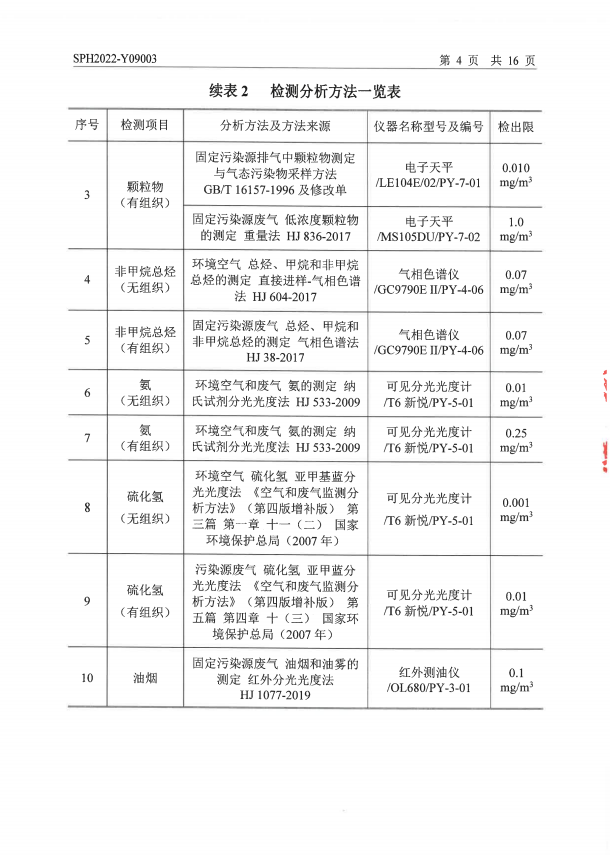 SPH2022-Y09003
第 4 页 共 16 页
续表 2 检测分析方法一览表
序号 检测项目 分析方法及方法来源 仪器名称型号及编号 检出限
3
颗粒物
（有组织）
固定污染源排气中颗粒物测定
与气态污染物采样方法
GB/T 16157-1996 及修改单
电子天平
/LE104E/02/PY-7-01
0.010
mg/m³
固定污染源废气 低浓度颗粒物
的测定 重量法 HJ 836-2017
电子天平
/MS105DU/PY-7-02
1.0
mg/m³
4
非甲烷总烃
（无组织）
环境空气 总烃、甲烷和非甲烷
总烃的测定 直接进样-气相色谱
法 HJ 604-2017
气相色谱仪
/GC9790E II/PY-4-06
0.07
mg/m³
5
非甲烷总烃
（有组织）
固定污染源废气 总烃、甲烷和
非甲烷总烃的测定 气相色谱法
HJ 38-2017
气相色谱仪
/GC9790E II/PY-4-06
0.07
mg/m³
6
氨
（无组织）
环境空气和废气 氨的测定 纳
氏试剂分光光度法 HJ 533-2009
可见分光光度计
/T6 新悦/PY-5-01
0.01
mg/m³
7
氨
（有组织）
环境空气和废气 氨的测定 纳
氏试剂分光光度法 HJ 533-2009
可见分光光度计
/T6 新悦/PY-5-01
0.25
mg/m³
8
硫化氢
（无组织）
环境空气 硫化氢 亚甲基蓝分
光光度法 《空气和废气监测分
析方法》（第四版增补版） 第
三篇 第一章 十一（二） 国家
环境保护总局（2007 年）
可见分光光度计
/T6 新悦/PY-5-01
0.001
mg/m³
9
硫化氢
（有组织）
污染源废气 硫化氢 亚甲蓝分
光光度法 《空气和废气监测分
析方法》（第四版增补版） 第
五篇 第四章 十（三） 国家环
境保护总局（2007 年）
可见分光光度计
/T6 新悦/PY-5-01
0.01
mg/m³
10
油烟
固定污染源废气 油烟和油雾的
测定 红外分光光度法
HJ 1077-2019
红外测油仪
/OL680/PY-3-01
0.1
mg/m³